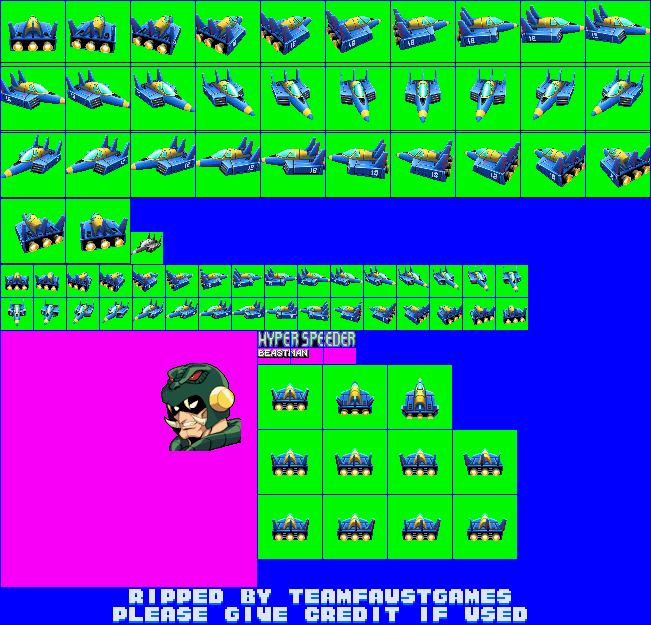 HYPER SPEEDER
BEASTMAN
RIPPED BY TEAMFAUSTGAMES
PLEASE GIVE CREDIT IF USED